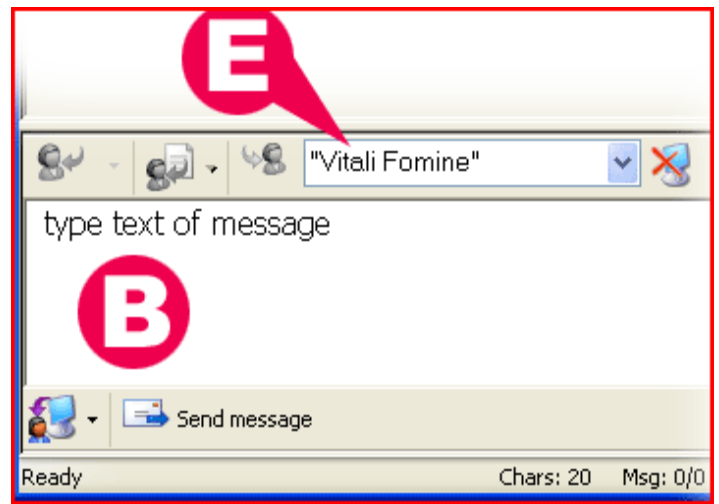 E
"Vitali Fomine"
type text of message
B
Send message
Ready Chars: 20 Msg: 0/0